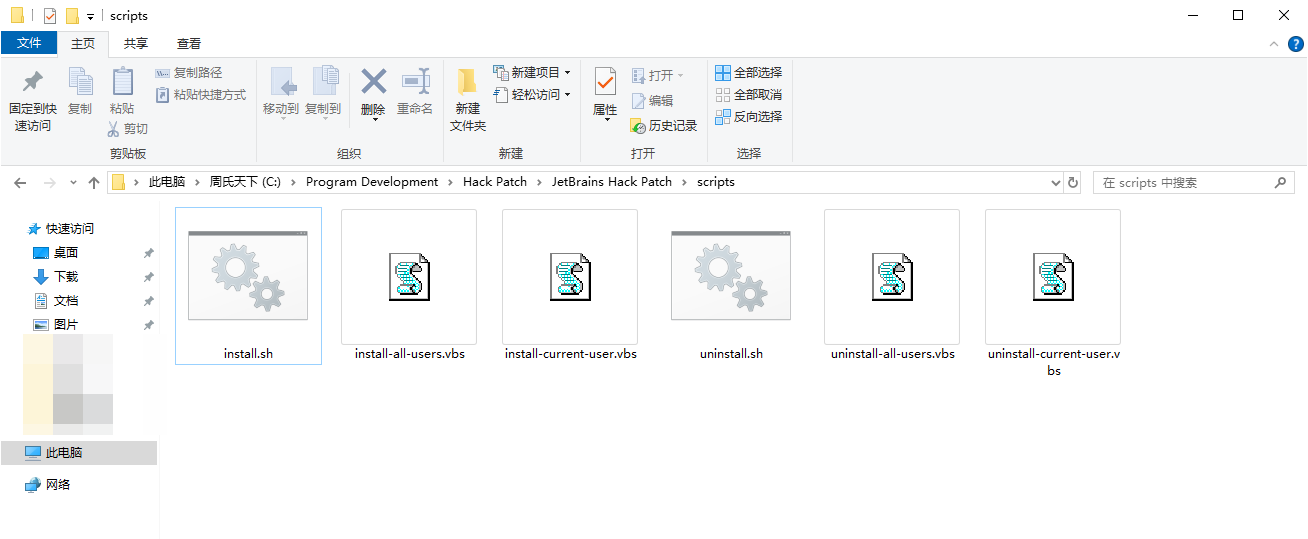 scripts
文件
主页
共享
查看
固定到快
速访问
复制
粘贴
复制路径
粘贴快捷方式
剪切
剪贴板
移动到
复制到
删除
重命名
组织
新建
文件夹
新建项目
轻松访问
新建
属性
打开
编辑
历史记录
打开
全部选择
全部取消
反向选择
选择
此电脑 › 周氏天下 (C:) › Program Development › Hack Patch › JetBrains Hack Patch › scripts
在 scripts 中搜索
快速访问
桌面
下载
文档
图片
此电脑
网络
install.sh
install-all-users.vbs
install-current-user.vbs
uninstall.sh
uninstall-all-users.vbs
uninstall-current-user.v
bs